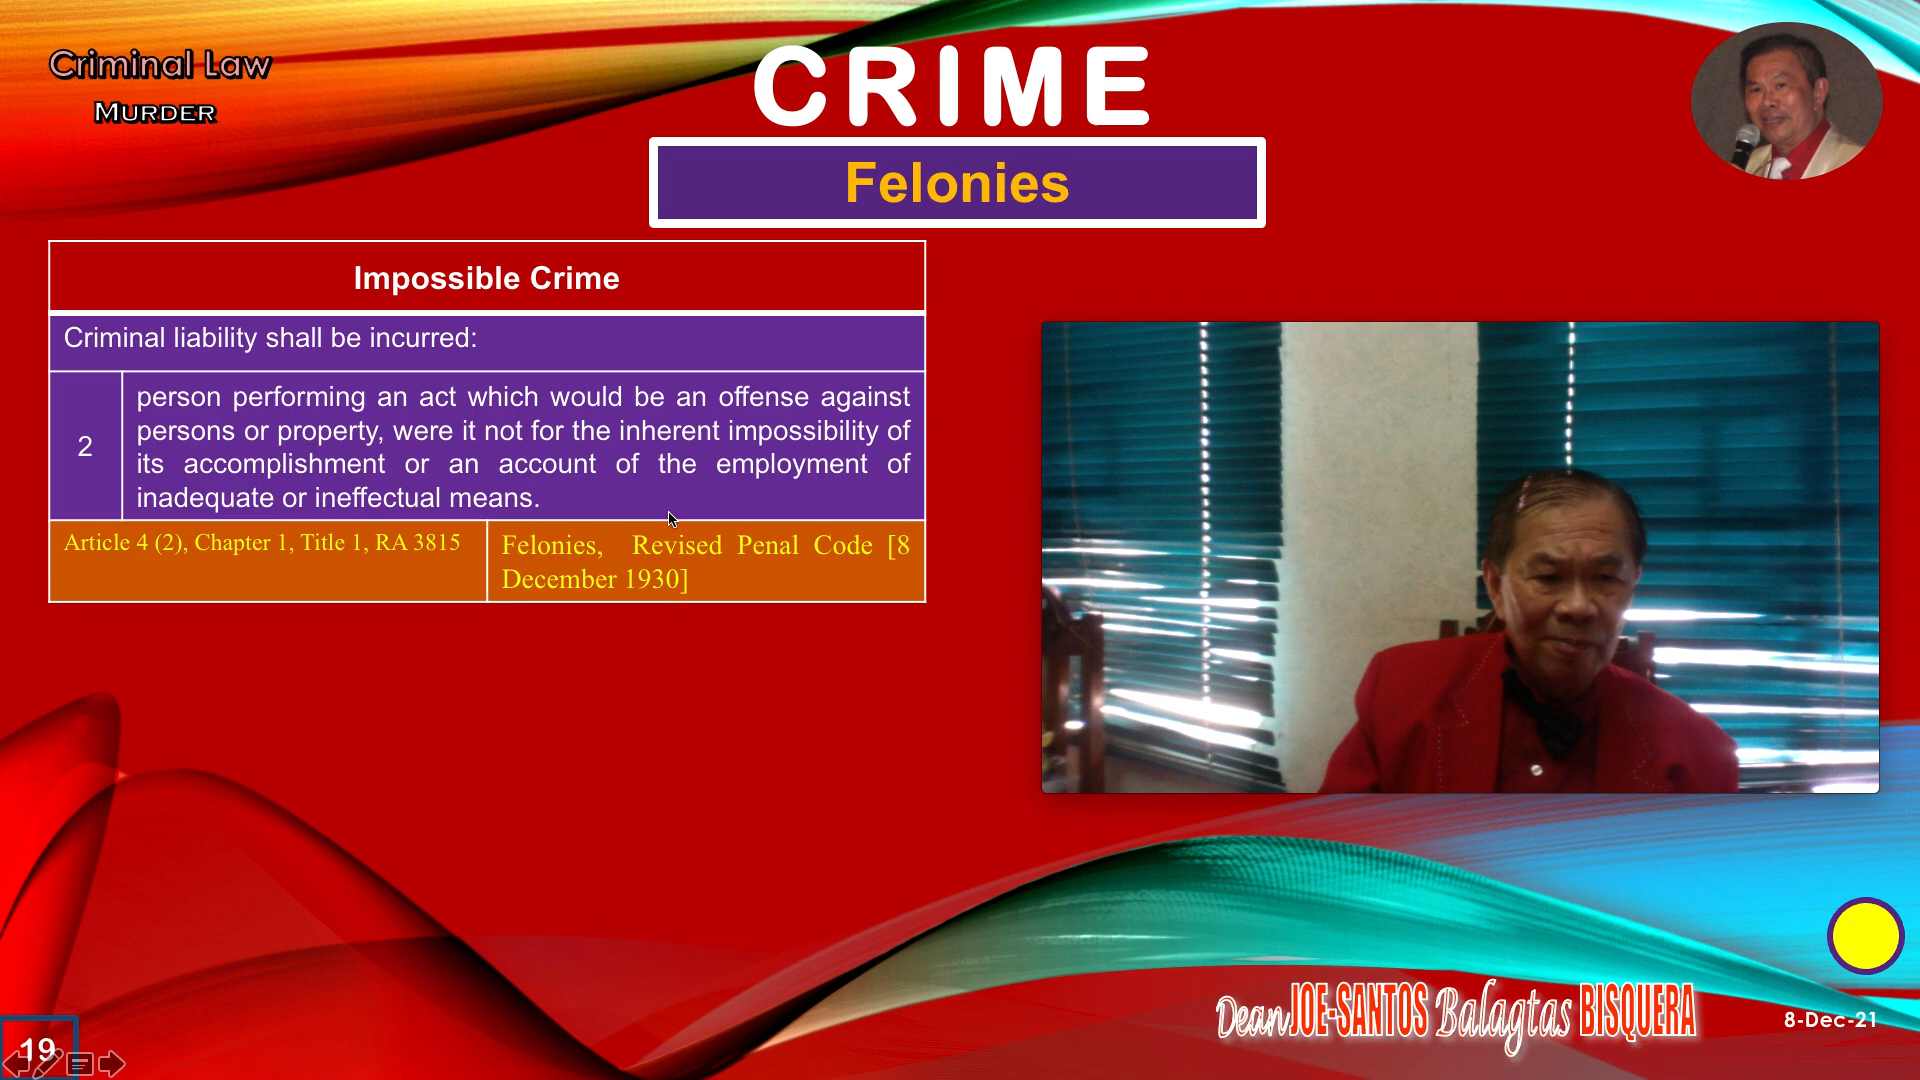 Criminal Law
MURDER
CRIME
Felonies
Impossible Crime
Criminal liability shall be incurred:
2
person performing an act which would be an offense against
persons or property, were it not for the inherent impossibility of
its accomplishment or an account of the employment of
inadequate or ineffectual means.
Article 4 (2), Chapter 1, Title 1, RA 3815
Felonies, Revised Penal Code [8
December 1930]
Dean JOE-SANTOS Balagtas BISQUERA
8-Dec-21
19